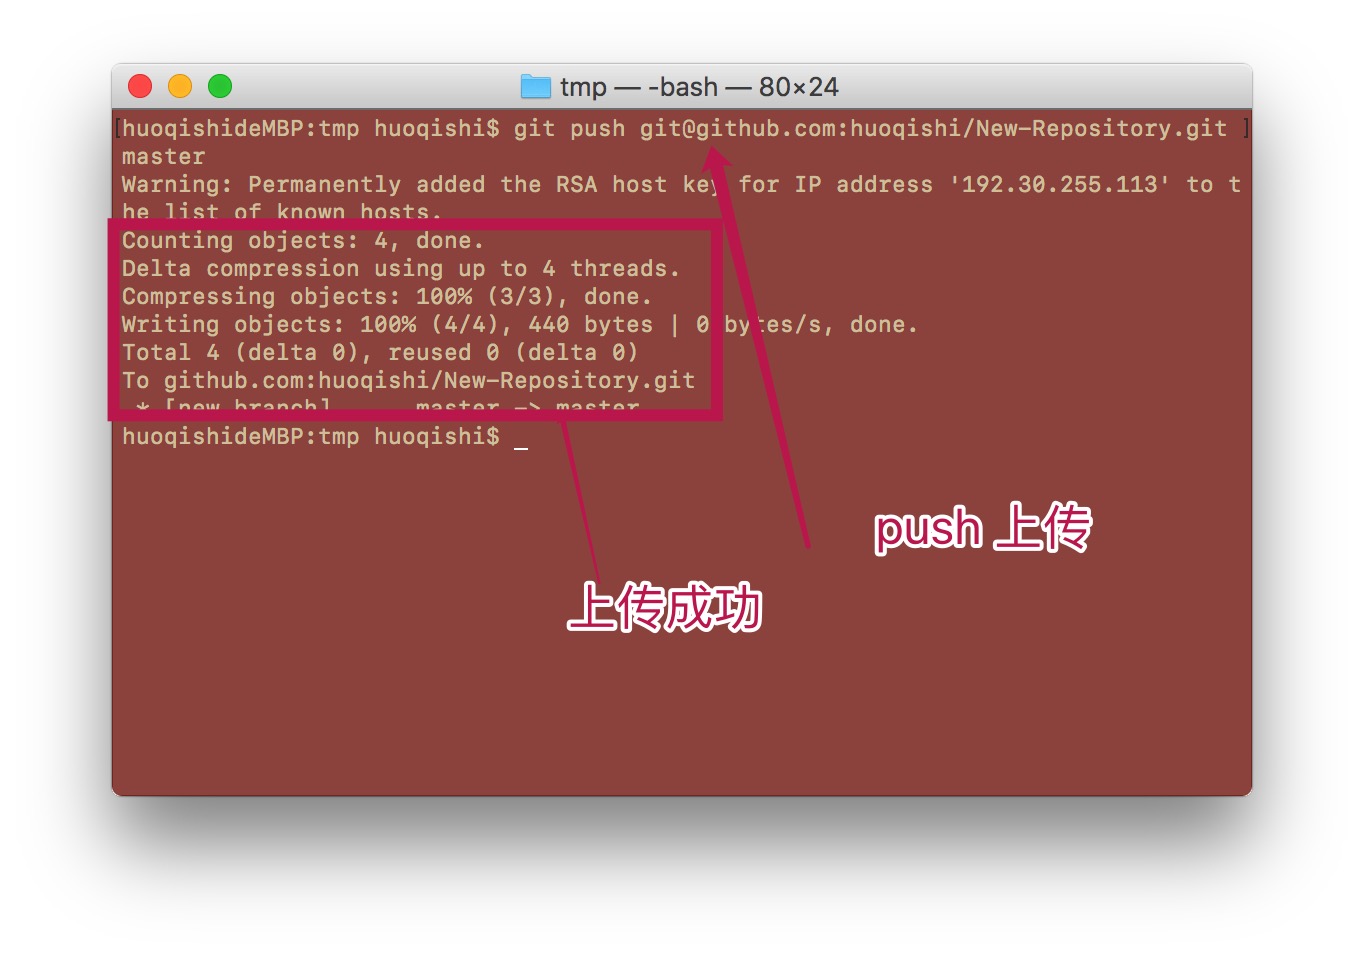 tmp — -bash — 80×24
[huoqishideMBP:tmp huoqishi$ git push git@github.com:huoqishi/New-Repository.git ]
master
Warning: Permanently added the RSA host key for IP address '192.30.255.113' to t
he list of known hosts.
Counting objects: 4, done.
Delta compression using up to 4 threads.
Compressing objects: 100% (3/3), done.
Writing objects: 100% (4/4), 440 bytes | 0 bytes/s, done.
Total 4 (delta 0), reused 0 (delta 0)
To github.com:huoqishi/New-Repository.git
 * [new branch]      master -> master
huoqishideMBP:tmp huoqishi$ _
push 上传
上传成功